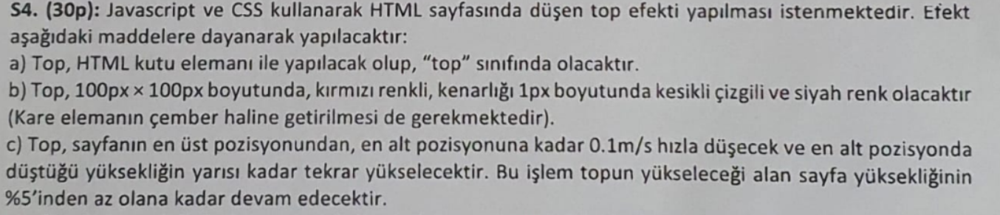 S4. (30p): Javascript ve CSS kullanarak HTML sayfasında düşen top efekti yapılması istenmektedir. Efekt
aşağıdaki maddelere dayanarak yapılacaktır:
a) Top, HTML kutu elemanı ile yapılacak olup, “top” sınıfında olacaktır.
b) Top, 100px × 100px boyutunda, kırmızı renkli, kenarlığı 1px boyutunda kesikli çizgili ve siyah renk olacaktır
(Kare elemanın çember haline getirilmesi de gerekmektedir).
c) Top, sayfanın en üst pozisyonundan, en alt pozisyonuna kadar 0.1m/s hızla düşecek ve en alt pozisyonda
düştüğü yüksekliğin yarısı kadar tekrar yükselecektir. Bu işlem topun yükseleceği alan sayfa yüksekliğinin
%5’inden az olana kadar devam edecektir.